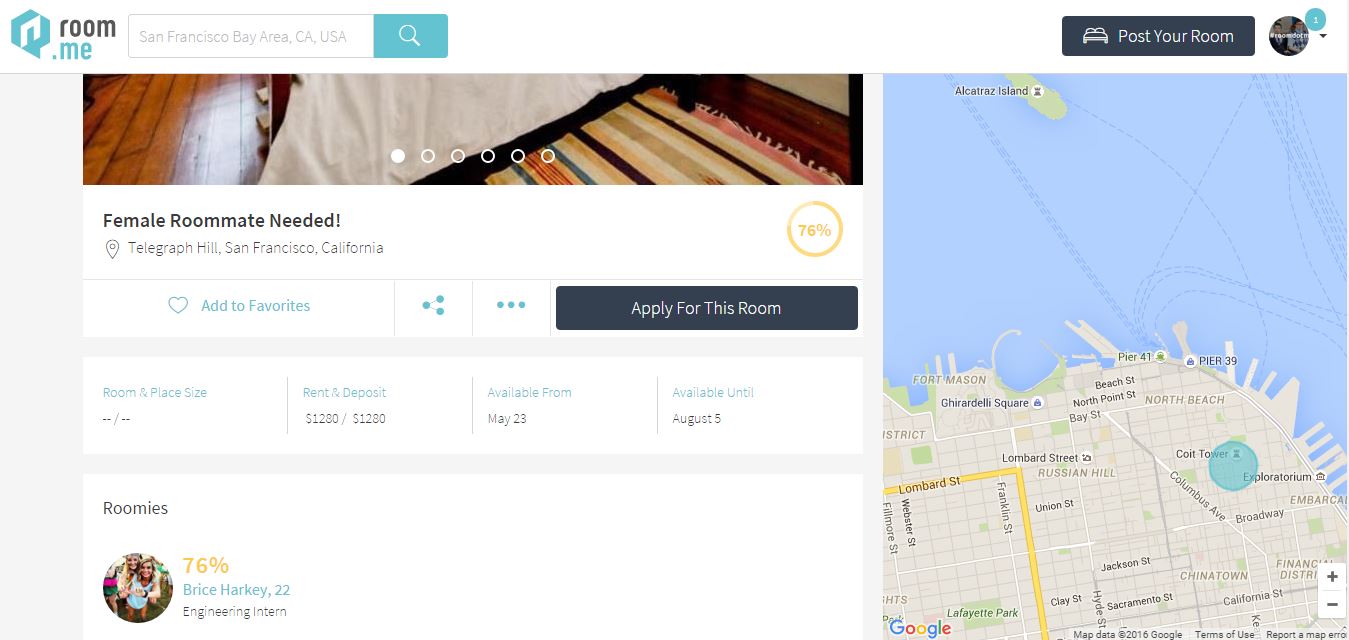 room
.me
San Francisco Bay Area, CA, USA
Post Your Room
1
Female Roommate Needed!
Telegraph Hill, San Francisco, California
76%
Add to Favorites
Apply For This Room
Room & Place Size
-- / --
Rent & Deposit
$1280 / $1280
Available From
May 23
Available Until
August 5
Roomies
76%
Brice Harkey, 22
Engineering Intern
Alcatraz Island
Pier 41
PIER 39
FORT MASON
Beach St
Ghirardelli Square
North Point St
NORTH BEACH
Bay St
ISTRICT
Coit Tower
Lombard Street
RUSSIAN HILL
Exploratorium
Lombard St
Columbus Ave
Franklin St
Fillmore St
Webster St
Union St
EMBARCA
Broadway
Jackson St
CHINATOWN
FINANCIAL
DISTRI
HTS
Clay St
Hyde St
Sacramento St
California St
Lafayette Park
+
−
Google
Map data ©2016 Google
Terms of Use
Report a map erro